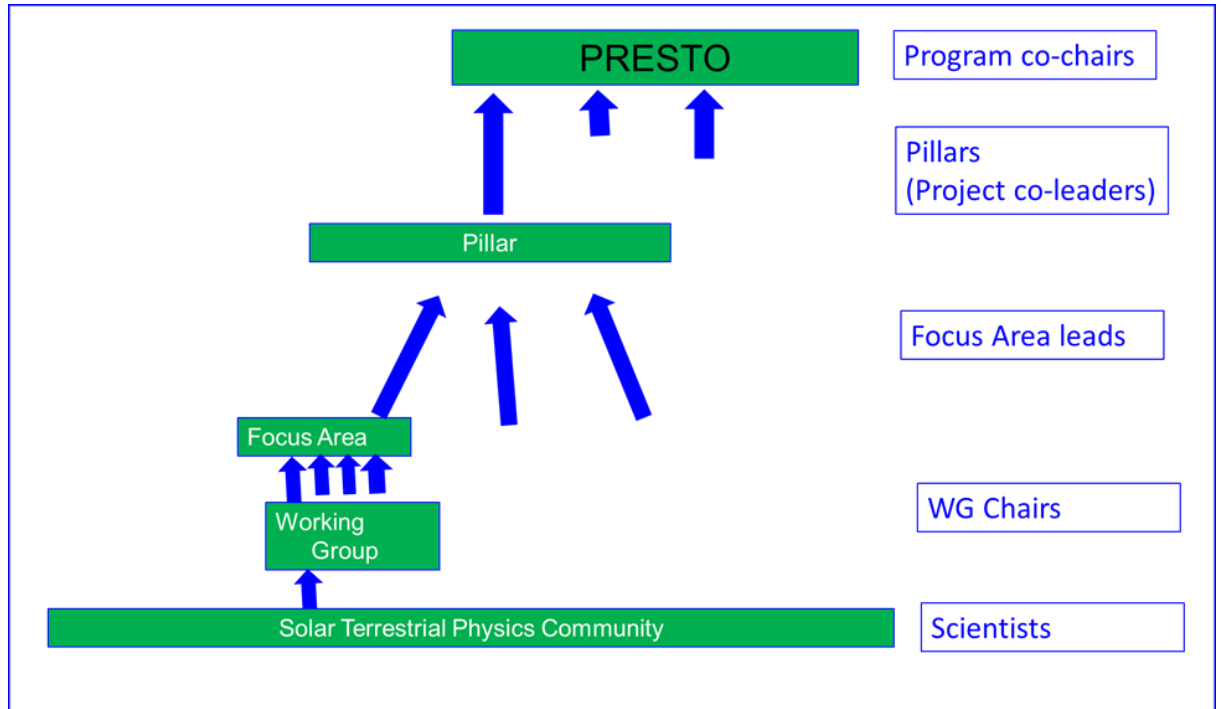 PRESTO
Program co-chairs
Pillars
(Project co-leaders)
Pillar
Focus Area leads
Focus Area
Working
Group
WG Chairs
Solar Terrestrial Physics Community
Scientists